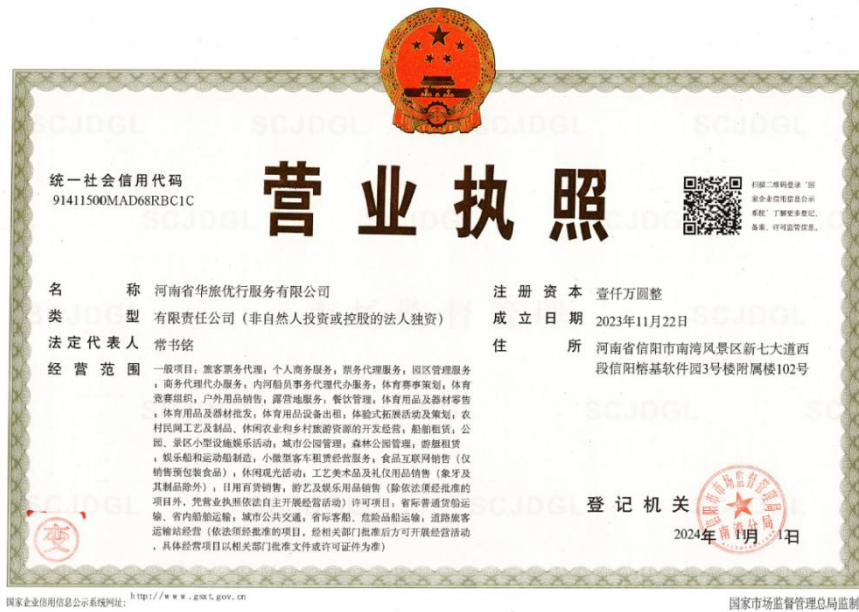 统一社会信用代码
91411500MAD68RBC1C
营业执照
扫描二维码登录‘国
家企业信用信息公示
系统’了解更多登记、
备案、许可监管信息。
名 称 河南省华旅优行服务有限公司
类 型 有限责任公司（非自然人投资或控股的法人独资）
法定代表人 常书铭
经营范围 一般项目：旅客票务代理；个人商务服务；票务代理服务；园区管理服务
；商务代理代办服务；内河船员事务代理代办服务；体育赛事策划；体育
竞赛组织；户外用品销售；露营地服务；餐饮管理；体育用品及器材零售
；体育用品及器材批发；体育用品设备出租；体验式拓展活动及策划；农
村民间工艺及制品、休闲农业和乡村旅游资源的开发经营；船舶租赁；公
园、景区小型设施娱乐活动；城市公园管理；森林公园管理；游艇租赁
；娱乐船和运动船制造；小微型客车租赁经营服务；食品互联网销售（仅
销售预包装食品）；休闲观光活动；工艺美术品及礼仪用品销售（象牙及
其制品除外）；日用百货销售；游艺及娱乐用品销售（除依法须经批准的
项目外，凭营业执照依法自主开展经营活动）许可项目：省际普通货船运
输、省内船舶运输；城市公共交通；省际客船、危险品船运输；道路旅客
运输站经营（依法须经批准的项目，经相关部门批准后方可开展经营活动
，具体经营项目以相关部门批准文件或许可证件为准）
注册资本 壹仟万圆整
成立日期 2023年11月22日
住 所 河南省信阳市南湾风景区新七大道西
段信阳榕基软件园3号楼附属楼102号
登记机关
信阳市市场监督管理局
南湾分局
2024年 11月 1日
变
国家企业信用信息公示系统网址：http://www.gsxt.gov.cn
国家市场监督管理总局监制